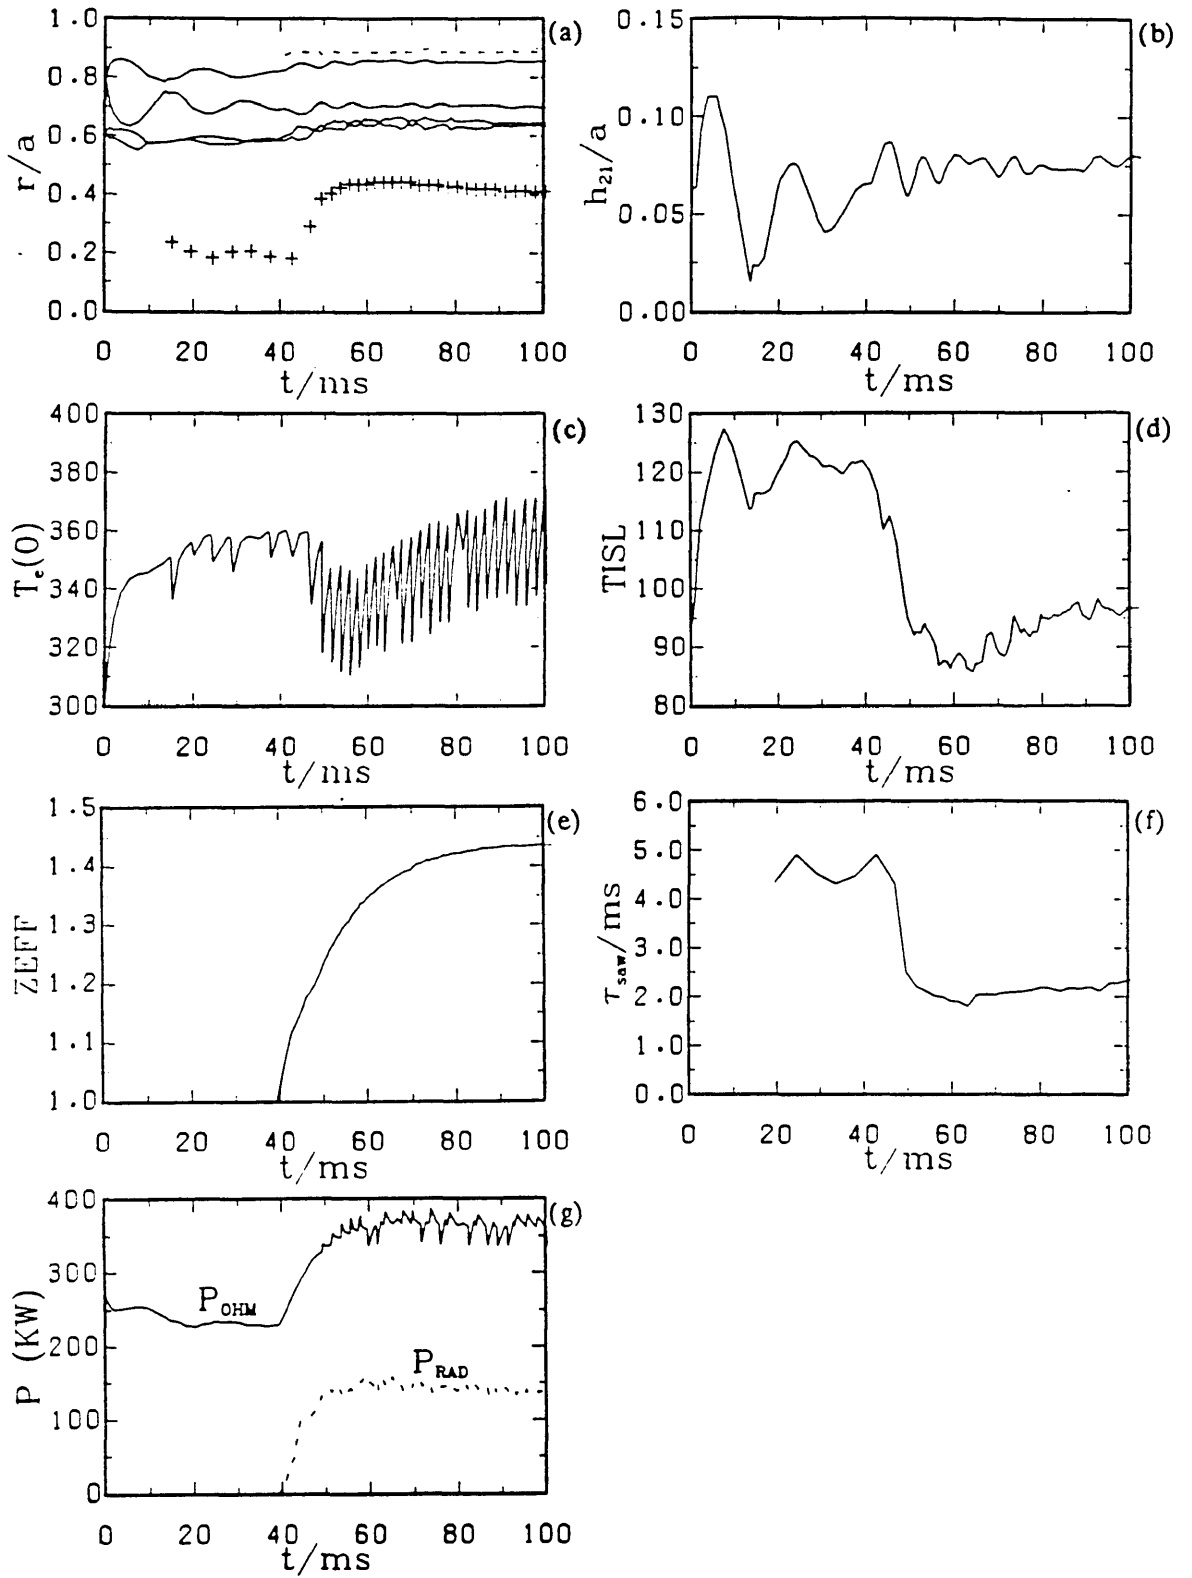 1.0
0.8
0.6
0.4
0.2
0.0
r/a
0 20 40 60 80 100
t/ms
(a)
0.15
0.10
0.05
0.00
h21/a
0 20 40 60 80 100
t/ms
(b)
400
380
360
340
320
300
Te(0)
0 20 40 60 80 100
t/ms
(c)
130
120
110
100
90
80
TISL
0 20 40 60 80 100
t/ms
(d)
1.5
1.4
1.3
1.2
1.1
1.0
ZEFF
0 20 40 60 80 100
t/ms
(e)
6.0
5.0
4.0
3.0
2.0
1.0
0.0
τsaw/ms
0 20 40 60 80 100
t/ms
(f)
400
300
200
100
0
P (KW)
POHM
PRAD
0 20 40 60 80 100
t/ms
(g)